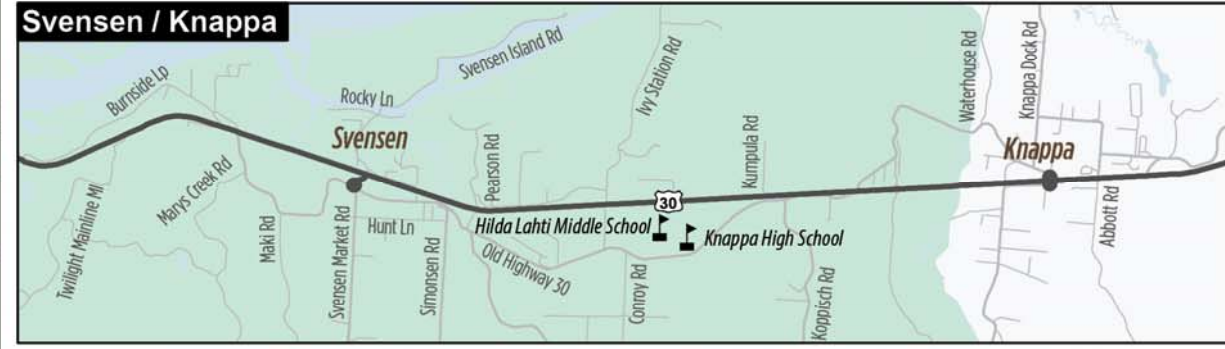 Svensen / Knappa
Burnside Lp
Svensen Island Rd
Rocky Ln
Ivy Station Rd
Waterhouse Rd
Knappa Dock Rd
Svensen
Knappa
Pearson Rd
Kumpula Rd
Marys Creek Rd
Twilight Mainline Ml
Maki Rd
Svensen Market Rd
Hunt Ln
Simonsen Rd
Old Highway 30
30
Hilda Lahti Middle School
Knappa High School
Conroy Rd
Koppisch Rd
Abbott Rd